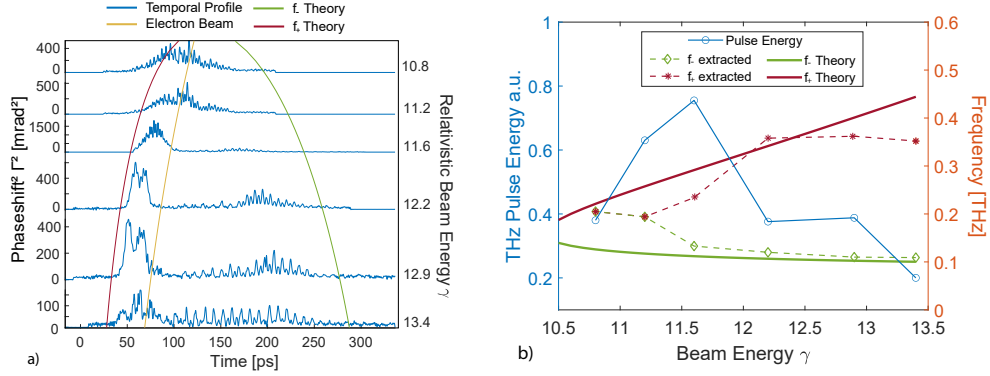 Temporal Profile
f₋ Theory
Electron Beam
f₊ Theory
Phaseshift² Γ² [mrad²]
400
0
500
0
1500
0
400
0
400
200
0
100
0
10.8
11.2
11.6
12.2
12.9
13.4
Relativistic Beam Energy γ
0
50
100
150
200
250
300
Time [ps]
a)
THz Pulse Energy a.u.
1
0.8
0.6
0.4
0.2
Pulse Energy
f₋ extracted
f₋ Theory
f₊ extracted
f₊ Theory
0.6
0.5
0.4
0.3
0.2
0.1
0
Frequency [THz]
10.5
11
11.5
12
12.5
13
13.5
Beam Energy γ
b)